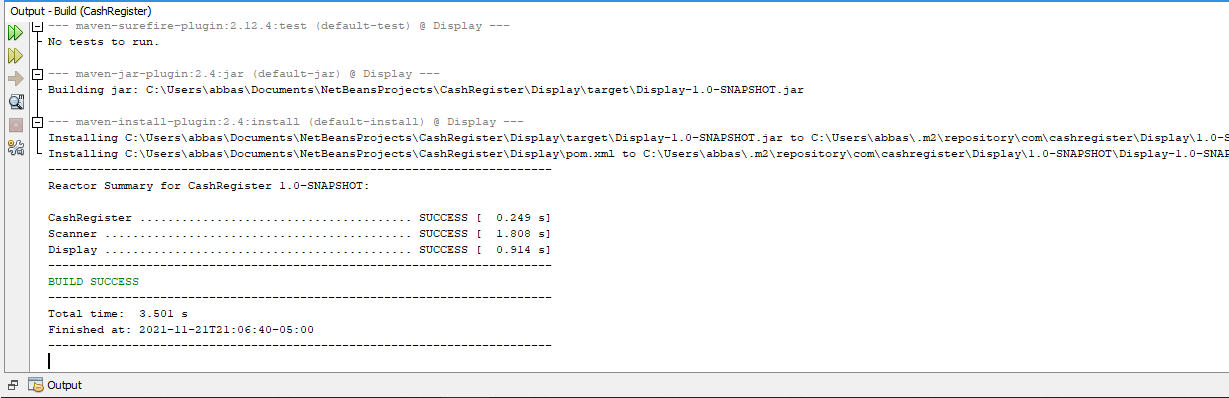 Output - Build (CashRegister)
--- maven-surefire-plugin:2.12.4:test (default-test) @ Display ---
No tests to run.
--- maven-jar-plugin:2.4:jar (default-jar) @ Display ---
Building jar: C:\Users\abbas\Documents\NetBeansProjects\CashRegister\Display\target\Display-1.0-SNAPSHOT.jar
--- maven-install-plugin:2.4:install (default-install) @ Display ---
Installing C:\Users\abbas\Documents\NetBeansProjects\CashRegister\Display\target\Display-1.0-SNAPSHOT.jar to C:\Users\abbas\.m2\repository\com\cashregister\Display\1.0-S
Installing C:\Users\abbas\Documents\NetBeansProjects\CashRegister\Display\pom.xml to C:\Users\abbas\.m2\repository\com\cashregister\Display\1.0-SNAPSHOT\Display-1.0-SNAP
------------------------------------------------------------------------
Reactor Summary for CashRegister 1.0-SNAPSHOT:
CashRegister ....................................... SUCCESS [  0.249 s]
Scanner ............................................ SUCCESS [  1.808 s]
Display ............................................ SUCCESS [  0.914 s]
------------------------------------------------------------------------
BUILD SUCCESS
------------------------------------------------------------------------
Total time:  3.501 s
Finished at: 2021-11-21T21:06:40-05:00
------------------------------------------------------------------------
Output